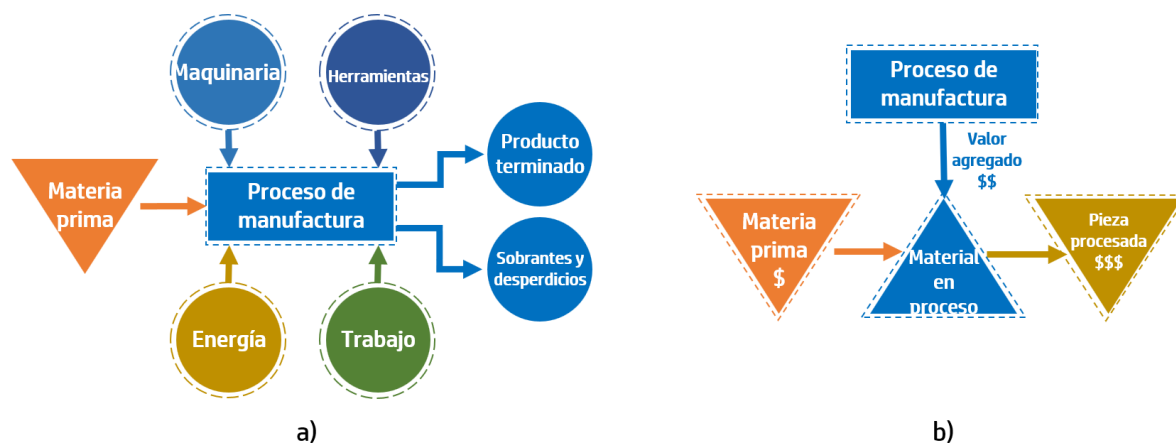 Maquinaria
Herramientas
Materia
prima
Proceso de
manufactura
Producto
terminado
Sobrantes y
desperdicios
Energía
Trabajo
a)
Proceso de
manufactura
Valor
agregado
$$
Materia
prima
$
Material
en
proceso
Pieza
procesada
$$$
b)